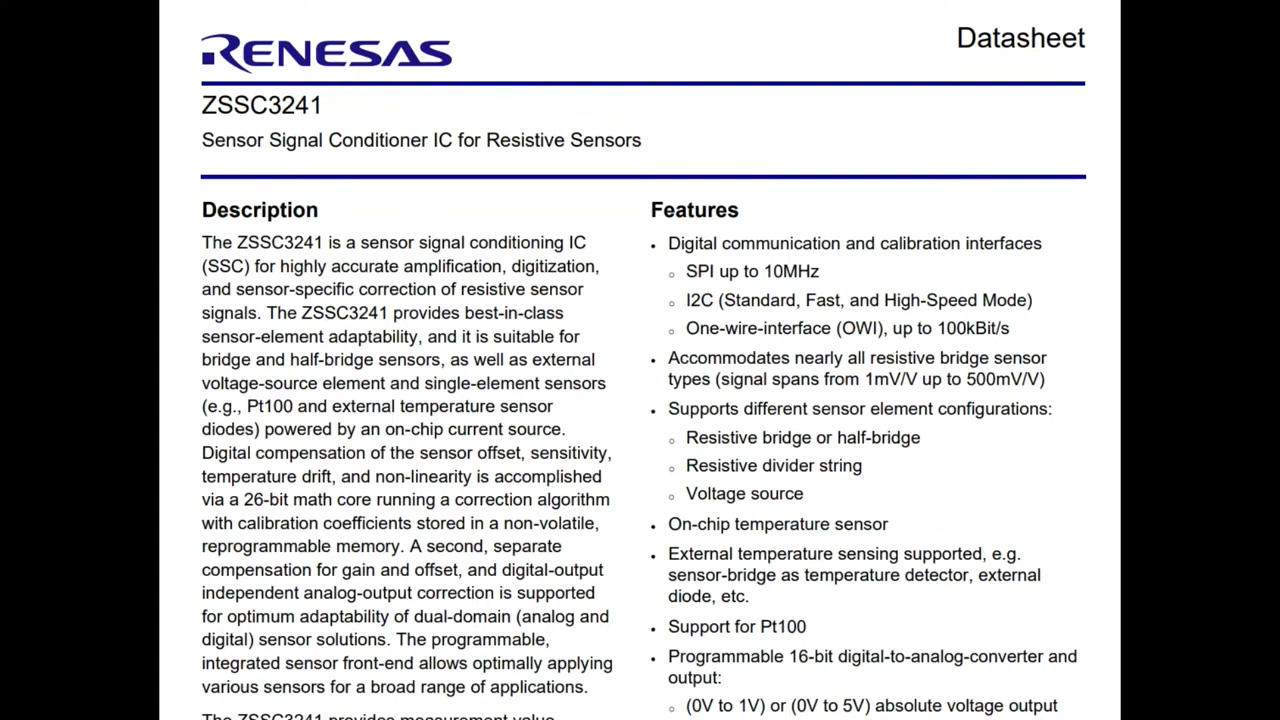 RENESAS
Datasheet
ZSSC3241
Sensor Signal Conditioner IC for Resistive Sensors
Description
The ZSSC3241 is a sensor signal conditioning IC
(SSC) for highly accurate amplification, digitization,
and sensor-specific correction of resistive sensor
signals. The ZSSC3241 provides best-in-class
sensor-element adaptability, and it is suitable for
bridge and half-bridge sensors, as well as external
voltage-source element and single-element sensors
(e.g., Pt100 and external temperature sensor
diodes) powered by an on-chip current source.
Digital compensation of the sensor offset, sensitivity,
temperature drift, and non-linearity is accomplished
via a 26-bit math core running a correction algorithm
with calibration coefficients stored in a non-volatile,
reprogrammable memory. A second, separate
compensation for gain and offset, and digital-output
independent analog-output correction is supported
for optimum adaptability of dual-domain (analog and
digital) sensor solutions. The programmable,
integrated sensor front-end allows optimally applying
various sensors for a broad range of applications.
The ZSSC3241 provides measurement value
Features
• Digital communication and calibration interfaces
○ SPI up to 10MHz
○ I2C (Standard, Fast, and High-Speed Mode)
○ One-wire-interface (OWI), up to 100kBit/s
• Accommodates nearly all resistive bridge sensor
types (signal spans from 1mV/V up to 500mV/V)
• Supports different sensor element configurations:
○ Resistive bridge or half-bridge
○ Resistive divider string
○ Voltage source
• On-chip temperature sensor
• External temperature sensing supported, e.g.
sensor-bridge as temperature detector, external
diode, etc.
• Support for Pt100
• Programmable 16-bit digital-to-analog-converter and
output:
○ (0V to 1V) or (0V to 5V) absolute voltage output